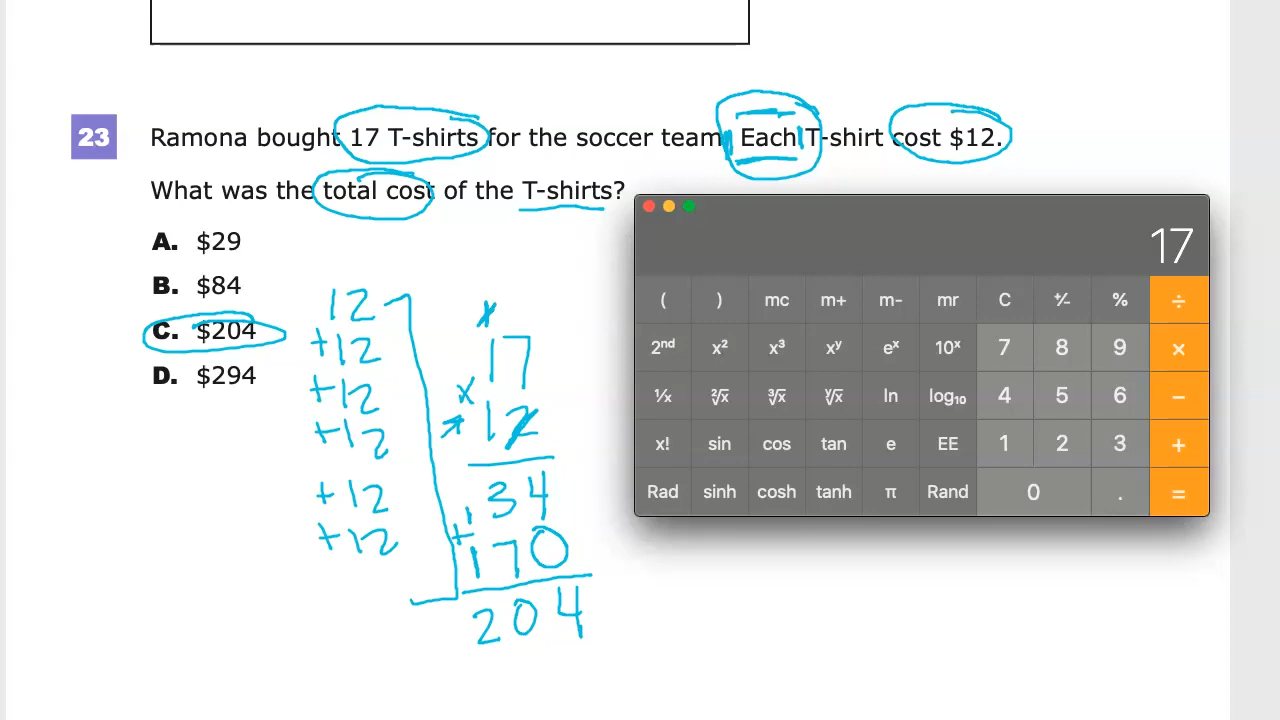 23 Ramona bought 17 T-shirts for the soccer team. Each T-shirt cost $12.
What was the total cost of the T-shirts?
A. $29
B. $84
C. $204
D. $294
12
+12
+12
+12
+12
+12
x
17
x 12
34
1
+170
204
17
( ) mc m+ m- mr C +/- % ÷
2nd x² x³ xʸ eˣ 10ˣ 7 8 9 ×
1/x ²√x ³√x ʸ√x ln log₁₀ 4 5 6 −
x! sin cos tan e EE 1 2 3 +
Rad sinh cosh tanh π Rand 0 . =